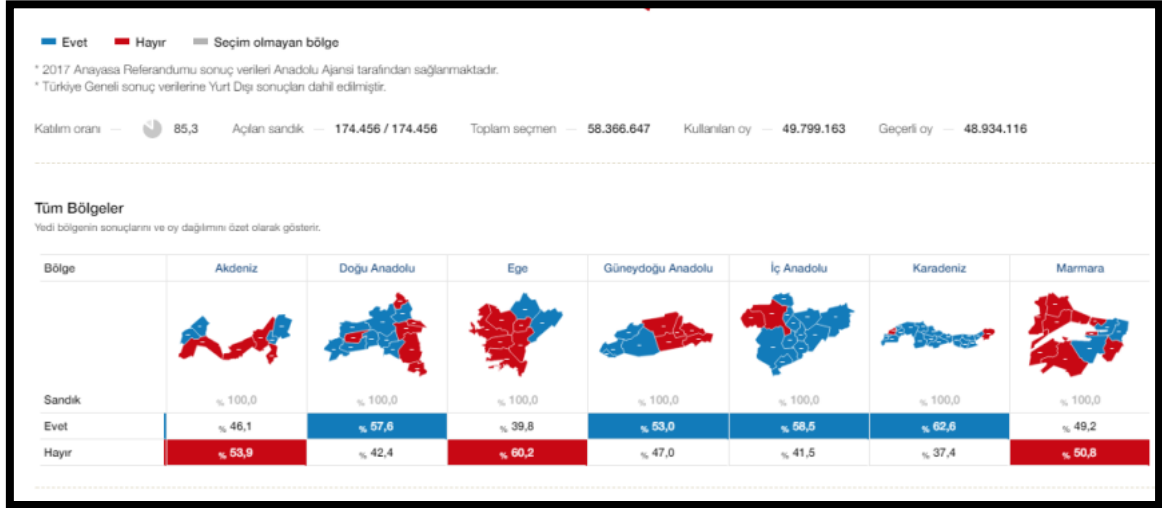 Evet Hayır Seçim olmayan bölge
* 2017 Anayasa Referandumu sonuç verileri Anadolu Ajansi tarafından sağlanmaktadır.
* Türkiye Geneli sonuç verilerine Yurt Dışı sonuçları dahil edilmiştir.
Katılım oranı — 85,3 Açılan sandık — 174.456 / 174.456 Toplam seçmen — 58.366.647 Kullanılan oy — 49.799.163 Geçerli oy — 48.934.116
Tüm Bölgeler
Yedi bölgenin sonuçlarını ve oy dağılımını özet olarak gösterir.
Bölge Akdeniz Doğu Anadolu Ege Güneydoğu Anadolu İç Anadolu Karadeniz Marmara
Sandık % 100,0 % 100,0 % 100,0 % 100,0 % 100,0 % 100,0 % 100,0
Evet % 46,1 % 57,6 % 39,8 % 53,0 % 58,5 % 62,6 % 49,2
Hayır % 53,9 % 42,4 % 60,2 % 47,0 % 41,5 % 37,4 % 50,8